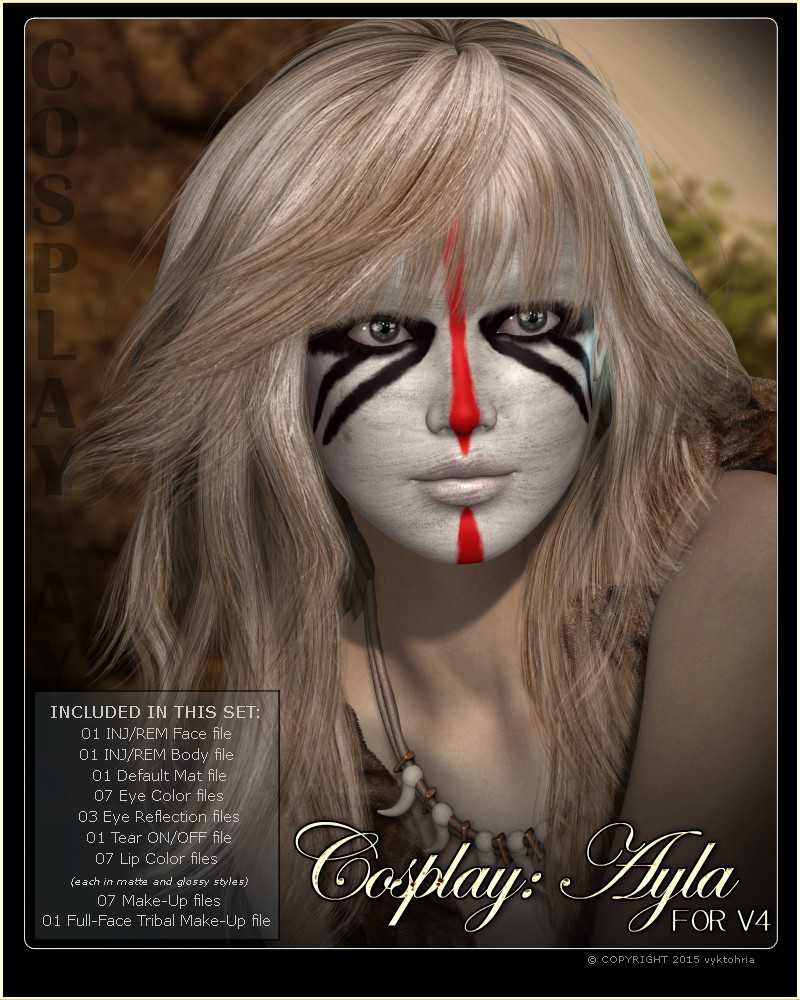 COSPLAY
AY
INCLUDED IN THIS SET:
01 INJ/REM Face file
01 INJ/REM Body file
01 Default Mat file
07 Eye Color files
03 Eye Reflection files
01 Tear ON/OFF file
07 Lip Color files
(each in matte and glossy styles)
07 Make-Up files
01 Full-Face Tribal Make-Up file
Cosplay: Ayla
FOR V4
© COPYRIGHT 2015 vyktohria